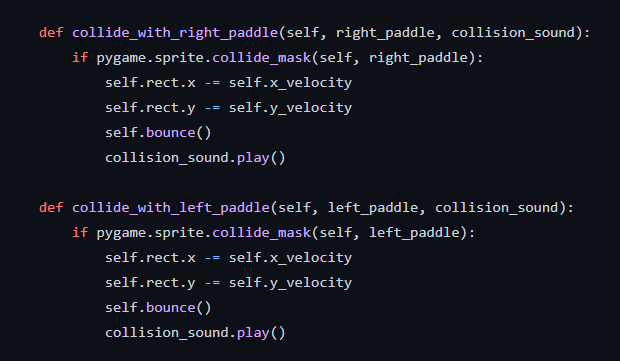 def collide_with_right_paddle(self, right_paddle, collision_sound):
    if pygame.sprite.collide_mask(self, right_paddle):
        self.rect.x -= self.x_velocity
        self.rect.y -= self.y_velocity
        self.bounce()
        collision_sound.play()

def collide_with_left_paddle(self, left_paddle, collision_sound):
    if pygame.sprite.collide_mask(self, left_paddle):
        self.rect.x -= self.x_velocity
        self.rect.y -= self.y_velocity
        self.bounce()
        collision_sound.play()